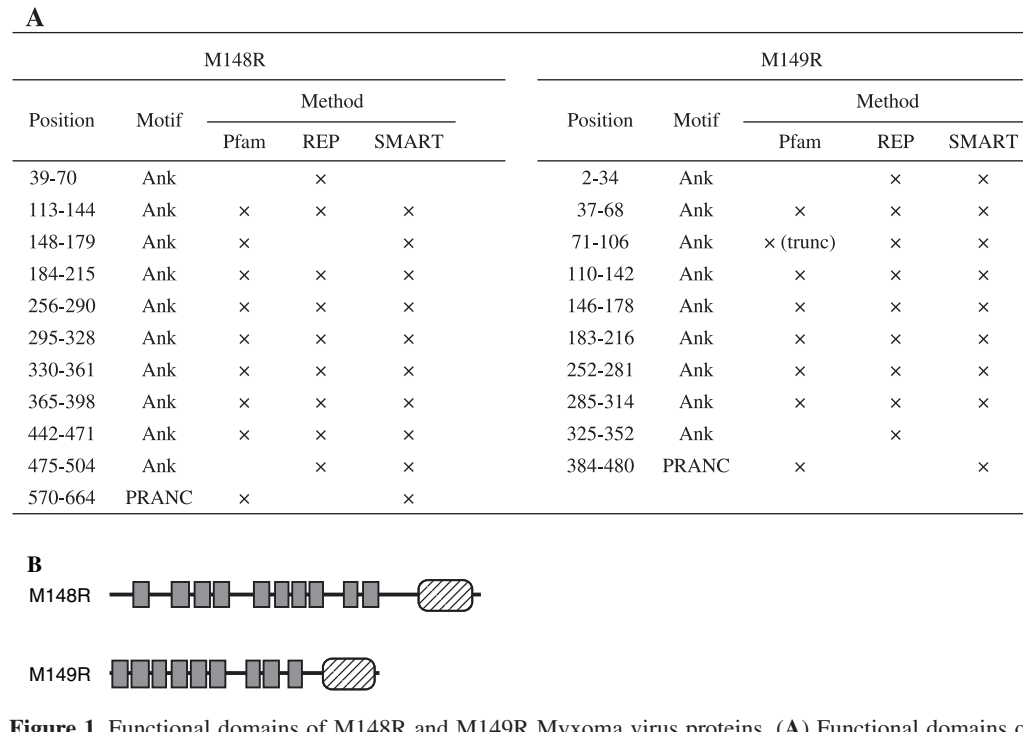 A
M148R M149R
Position Motif Method Position Motif Method
Pfam REP SMART Pfam REP SMART
39-70 Ank × 2-34 Ank × ×
113-144 Ank × × × 37-68 Ank × × ×
148-179 Ank × × 71-106 Ank × (trunc) × ×
184-215 Ank × × × 110-142 Ank × × ×
256-290 Ank × × × 146-178 Ank × × ×
295-328 Ank × × × 183-216 Ank × × ×
330-361 Ank × × × 252-281 Ank × × ×
365-398 Ank × × × 285-314 Ank × × ×
442-471 Ank × × × 325-352 Ank ×
475-504 Ank × × 384-480 PRANC × ×
570-664 PRANC × ×
B
M148R
M149R
Figure 1. Functional domains of M148R and M149R Myxoma virus proteins. (A) Functional domains